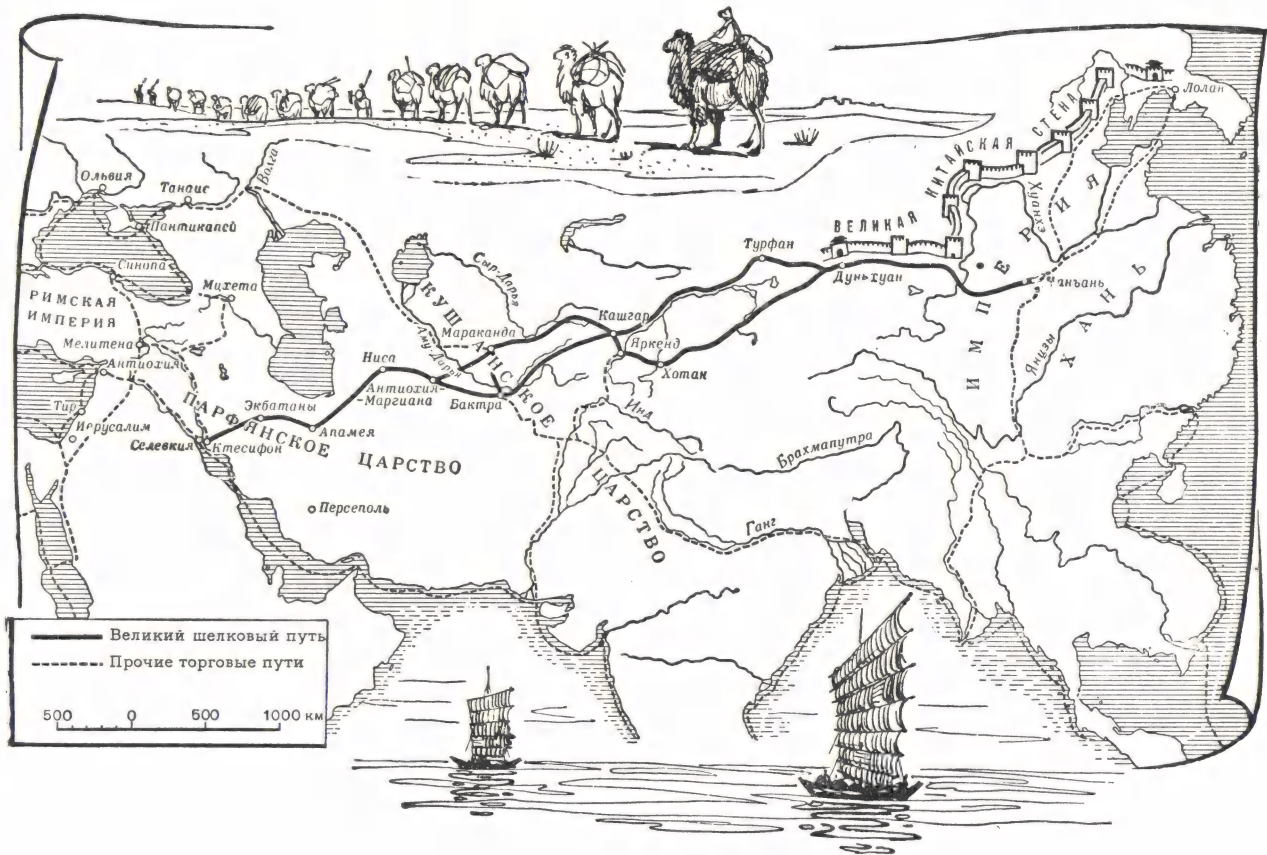 Лолан
ВЕЛИКАЯ КИТАЙСКАЯ СТЕНА
Хуанхэ
ИМПЕРИЯ ХАНЬ
Ольвия
Танаис
Волга
Пантикапей
Синопа
Мцхета
РИМСКАЯ
ИМПЕРИЯ
Мелитена
Антиохия
Тир
Иерусалим
Селевкия
Ктесифон
Экбатаны
Апамея
ПАРФЯНСКОЕ ЦАРСТВО
Персеполь
Ниса
Антиохия-
Маргиана
Аму-Дарья
Сыр-Дарья
КУШАНСКОЕ ЦАРСТВО
Мараканда
Бактра
Кашгар
Яркенд
Хотан
Турфан
Дуньхуан
Чанъань
Янцзы
Инд
Брахмапутра
Ганг
Великий шелковый путь
Прочие торговые пути
500 0 500 1000 км